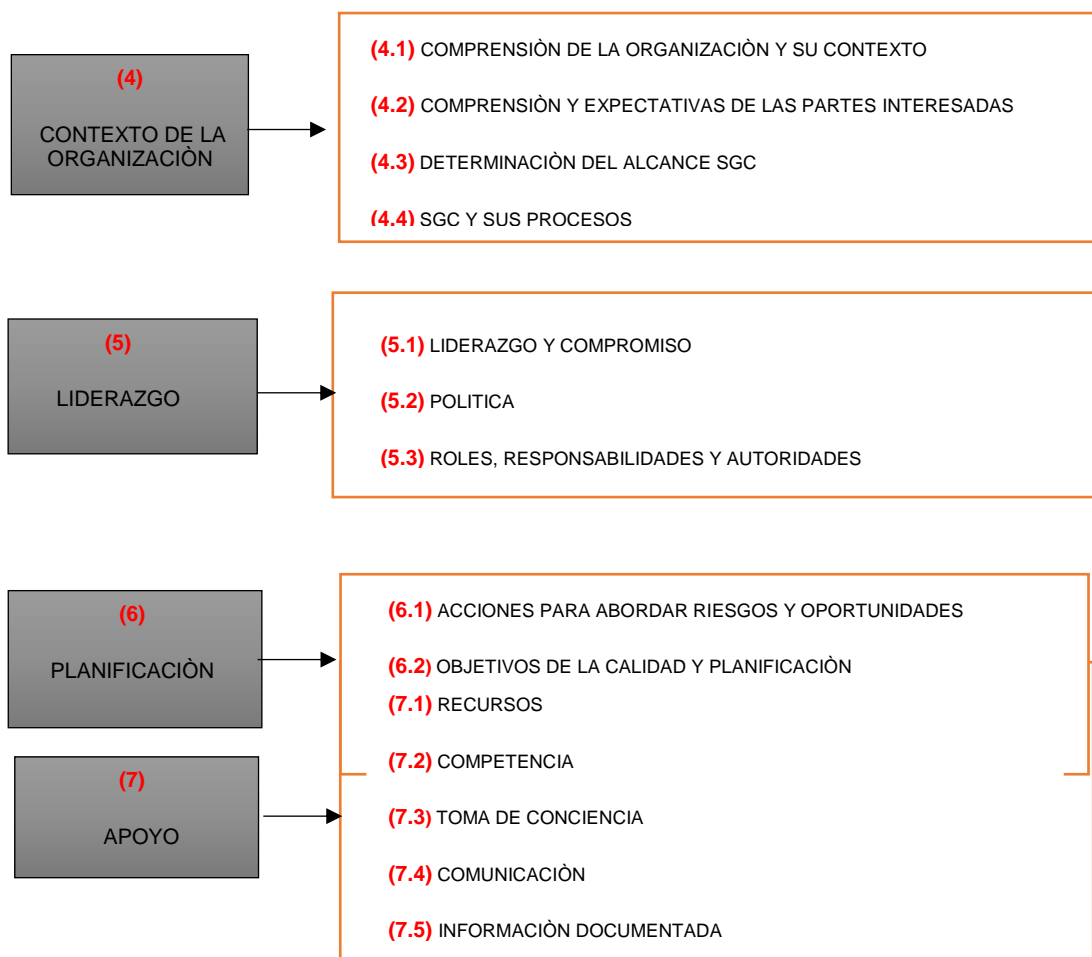 (4)
CONTEXTO DE LA
ORGANIZACIÒN
(4.1) COMPRENSIÒN DE LA ORGANIZACIÒN Y SU CONTEXTO
(4.2) COMPRENSIÒN Y EXPECTATIVAS DE LAS PARTES INTERESADAS
(4.3) DETERMINACIÒN DEL ALCANCE SGC
(4.4) SGC Y SUS PROCESOS
(5)
LIDERAZGO
(5.1) LIDERAZGO Y COMPROMISO
(5.2) POLITICA
(5.3) ROLES, RESPONSABILIDADES Y AUTORIDADES
(6)
PLANIFICACIÒN
(6.1) ACCIONES PARA ABORDAR RIESGOS Y OPORTUNIDADES
(6.2) OBJETIVOS DE LA CALIDAD Y PLANIFICACIÒN
(7)
APOYO
(7.1) RECURSOS
(7.2) COMPETENCIA
(7.3) TOMA DE CONCIENCIA
(7.4) COMUNICACIÒN
(7.5) INFORMACIÒN DOCUMENTADA